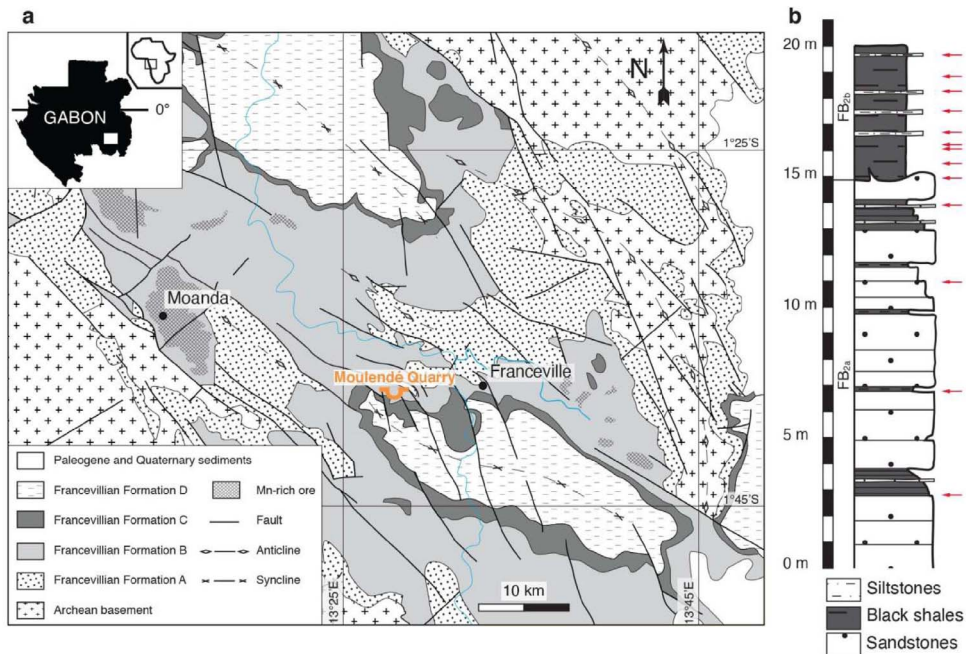 a
GABON
0°
N
1°25'S
Moanda
Moulendé Quarry
Franceville
1°45'S
13°25'E
13°45'E
10 km
Paleogene and Quaternary sediments
Francevillian Formation D
Francevillian Formation C
Francevillian Formation B
Francevillian Formation A
Archean basement
Mn-rich ore
Fault
Anticline
Syncline
b
20 m
15 m
10 m
5 m
0 m
FB2b
FB2a
Siltstones
Black shales
Sandstones